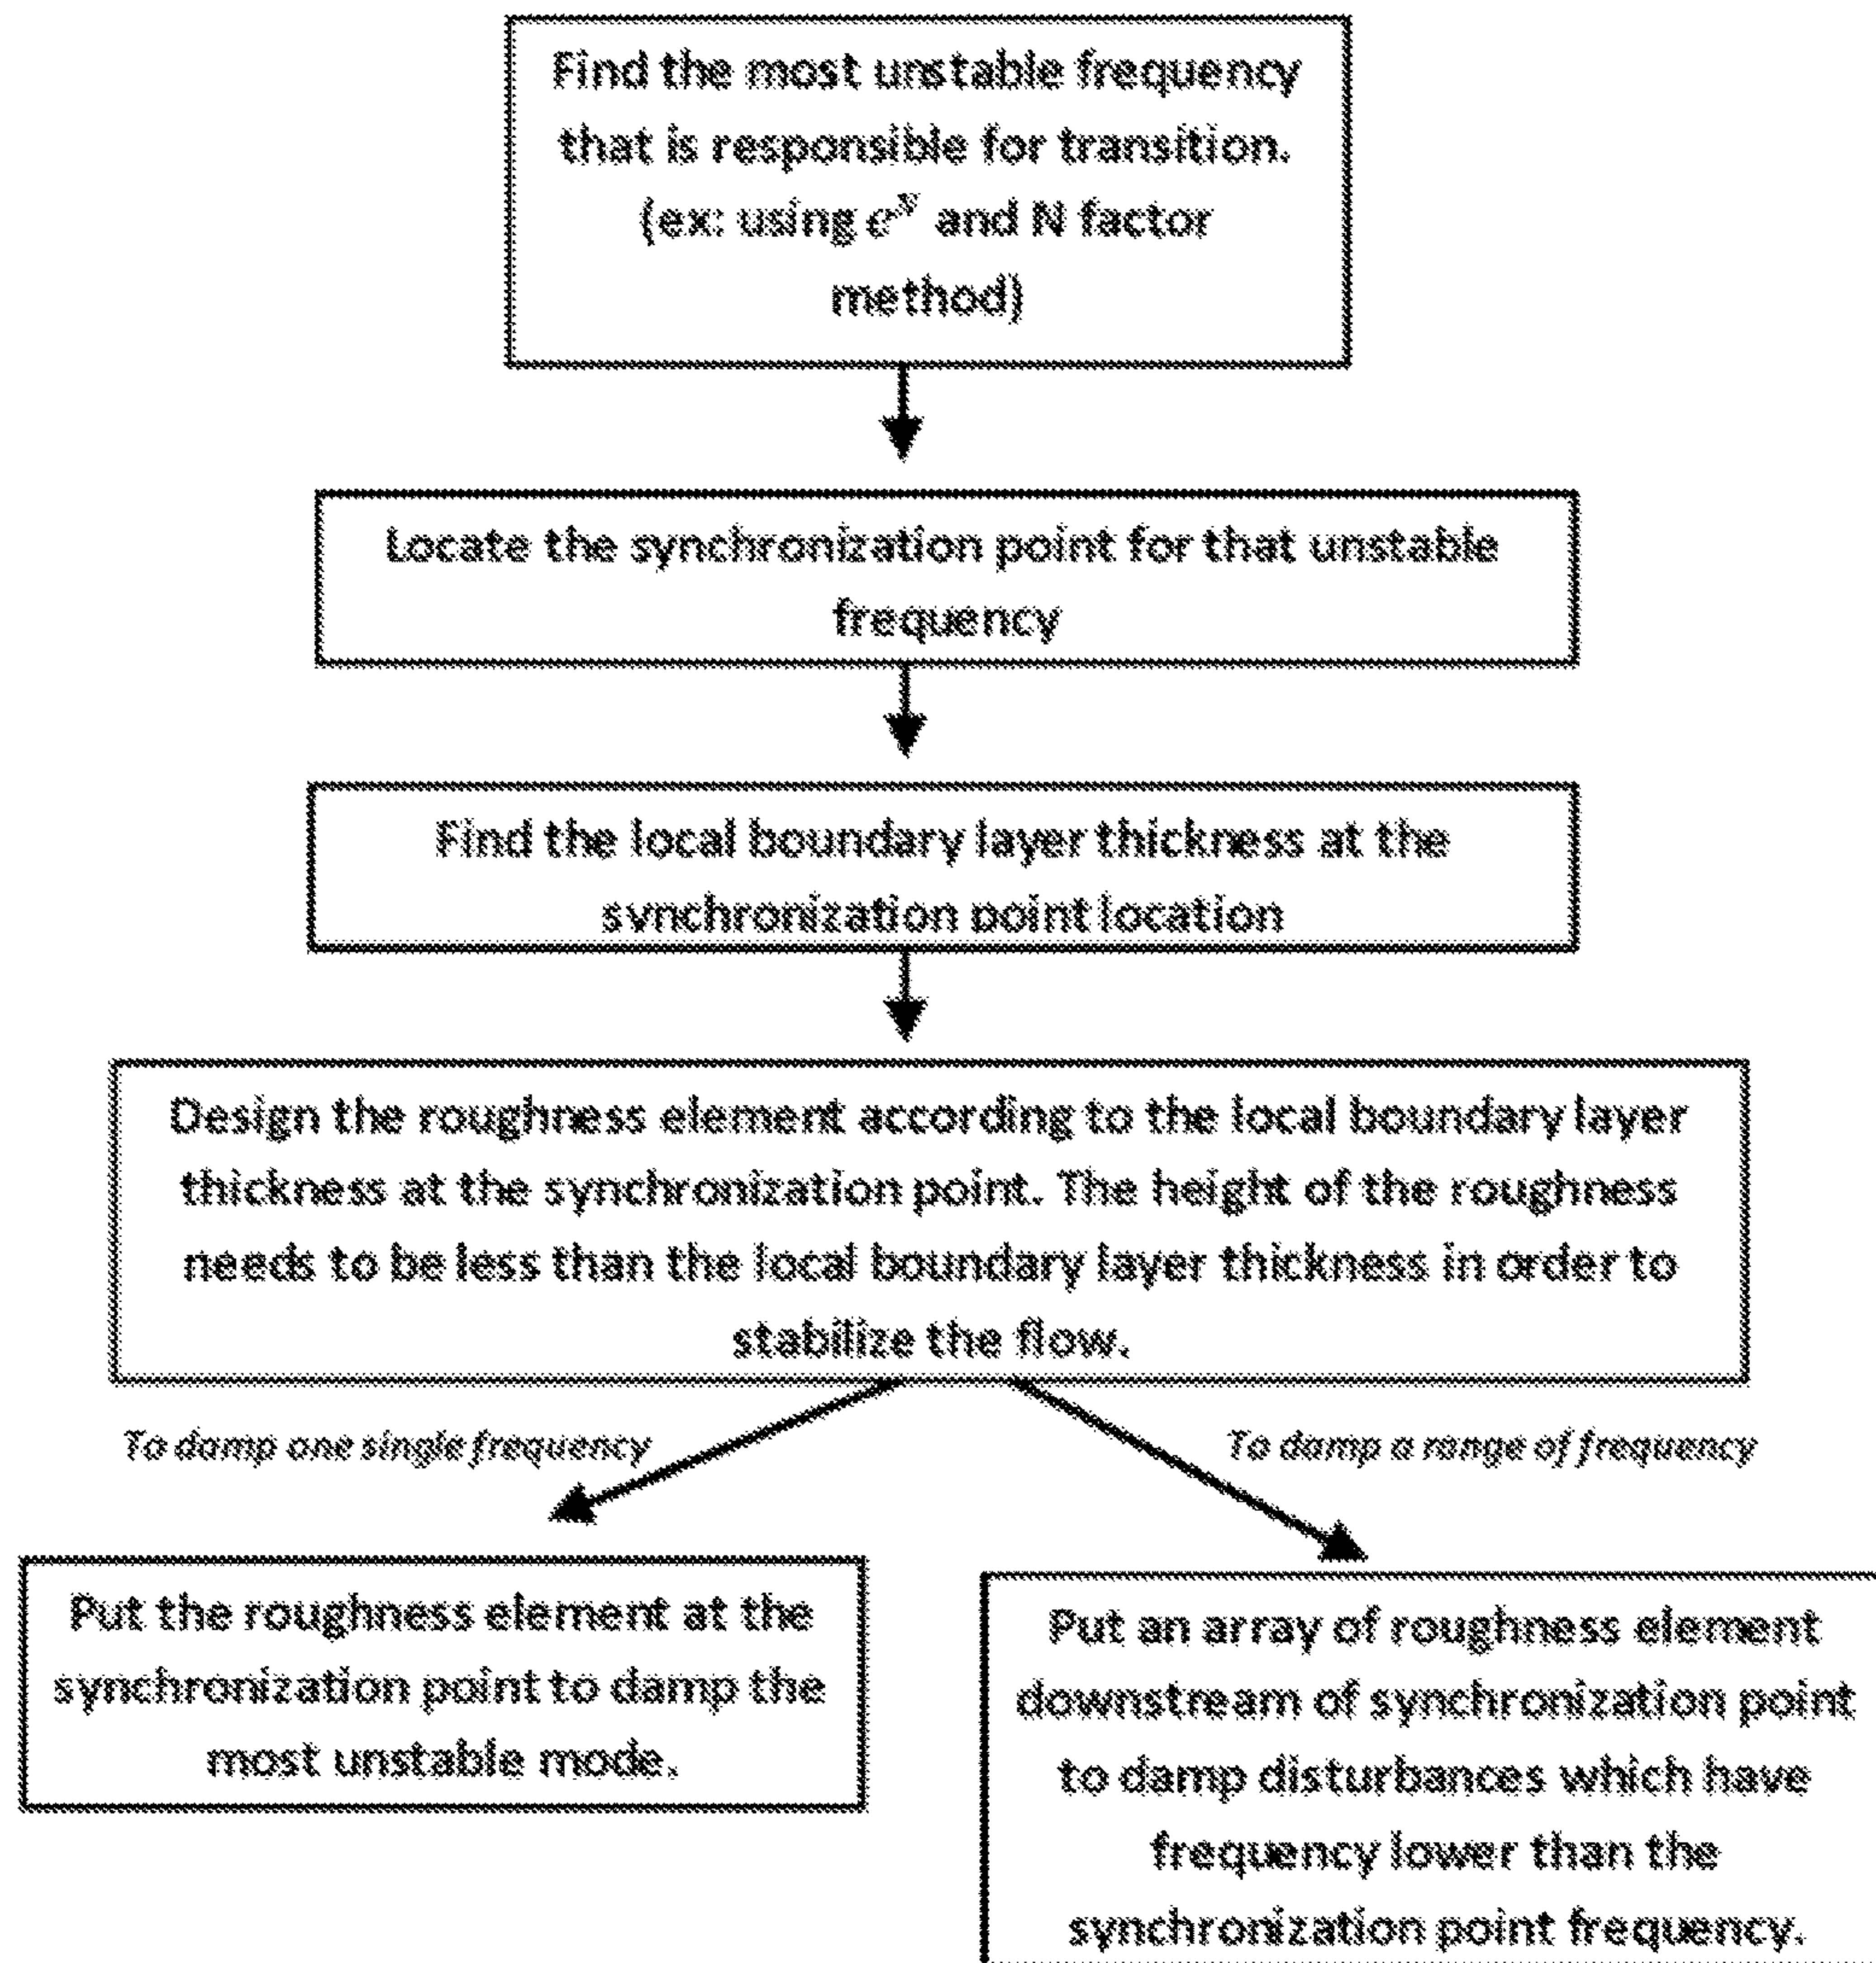 Find the most unstable frequency
that is responsible for transition.
(ex: using e^N and N factor
method)
Locate the synchronization point for that unstable
frequency
Find the local boundary layer thickness at the
synchronization point location
Design the roughness element according to the local boundary layer
thickness at the synchronization point. The height of the roughness
needs to be less than the local boundary layer thickness in order to
stabilize the flow.
To damp one single frequency
To damp a range of frequency
Put the roughness element at the
synchronization point to damp the
most unstable mode.
Put an array of roughness element
downstream of synchronization point
to damp disturbances which have
frequency lower than the
synchronization point frequency.